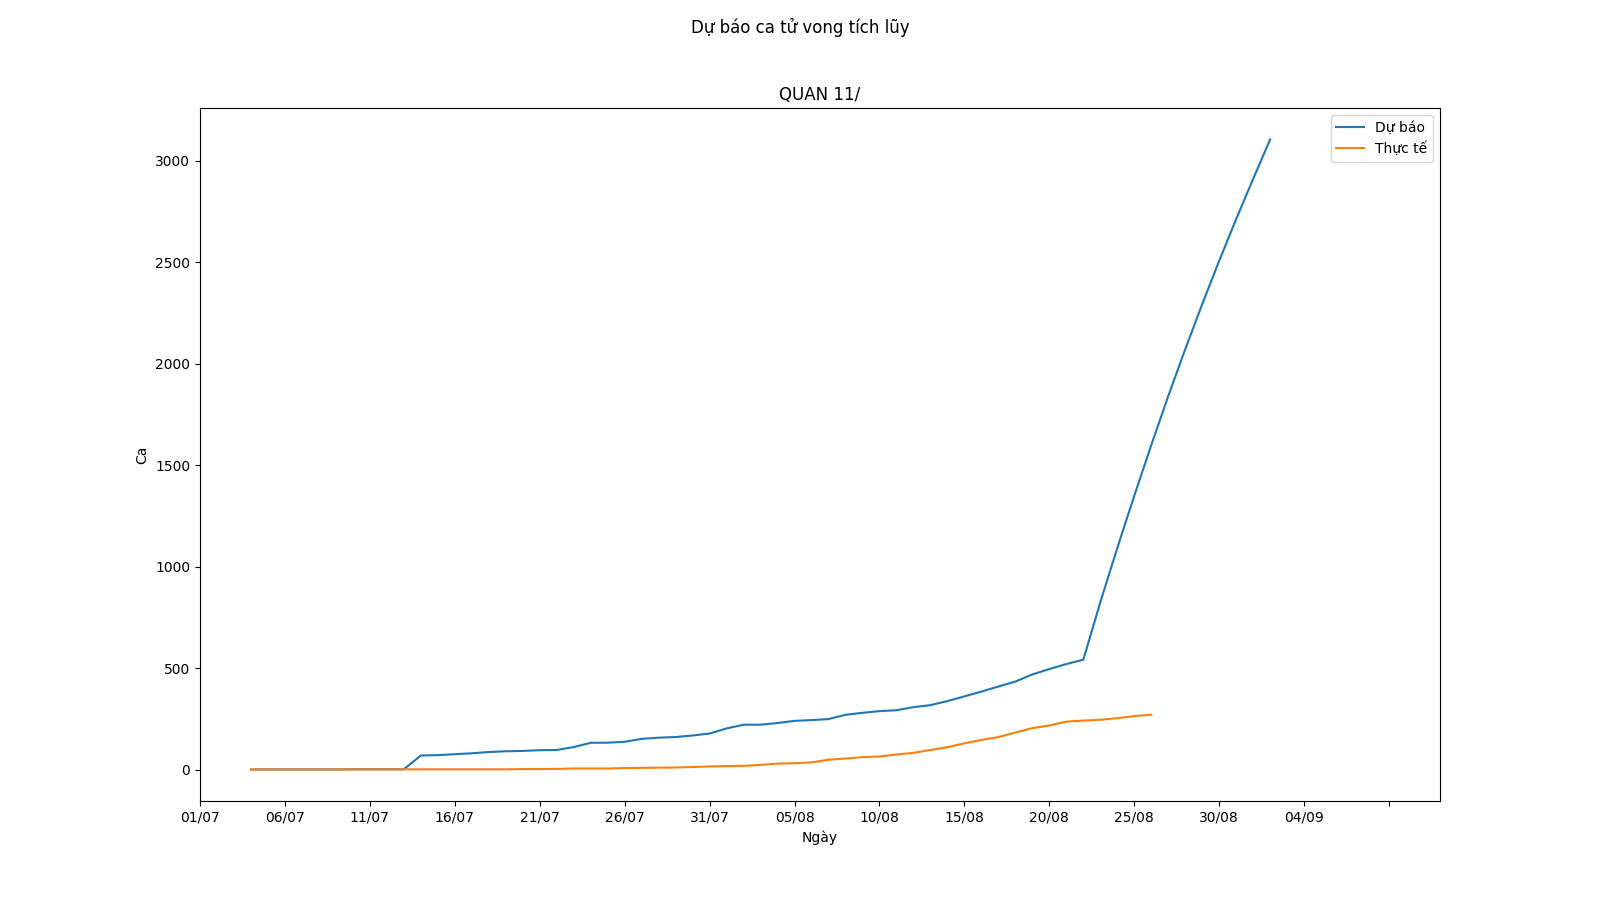 Dự báo ca tử vong tích lũy
QUAN 11/
Dự báo
Thực tế
3000
2500
2000
1500
1000
500
0
Ca
01/07 06/07 11/07 16/07 21/07 26/07 31/07 05/08 10/08 15/08 20/08 25/08 30/08 04/09
Ngày